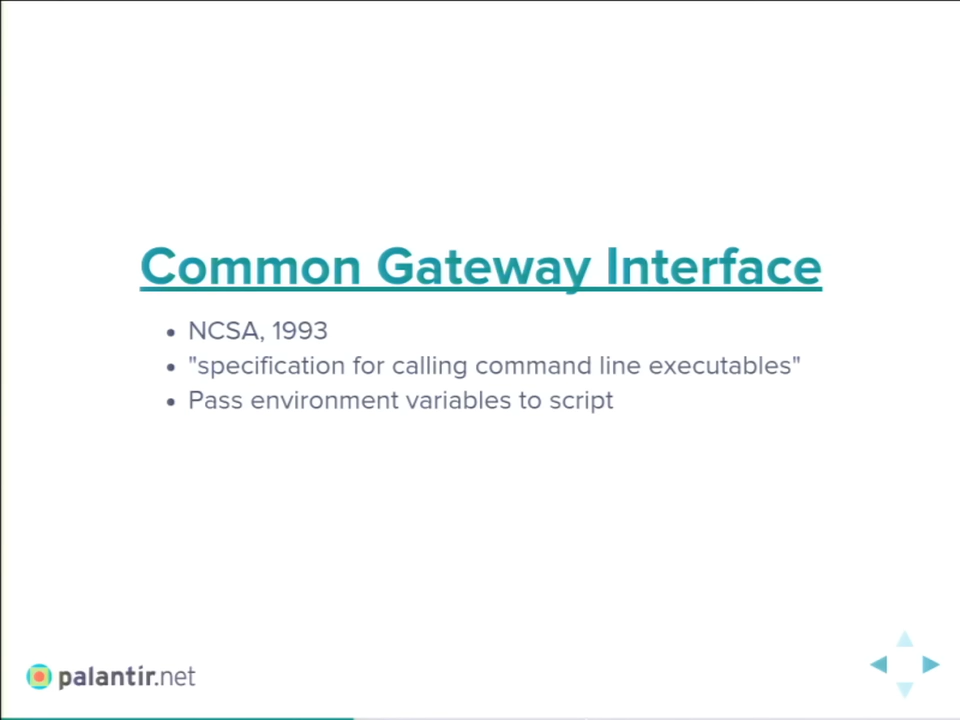 Common Gateway Interface
NCSA, 1993
"specification for calling command line executables"
Pass environment variables to script
palantir.net